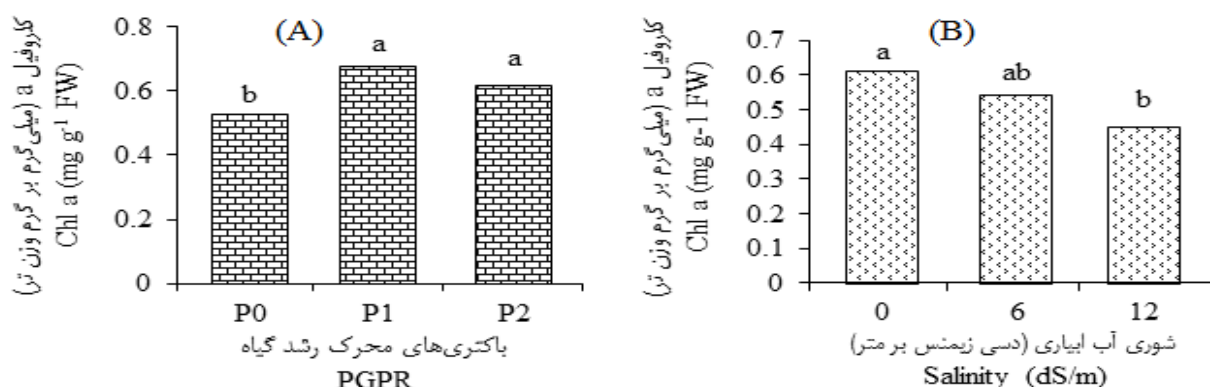 (A)
کلروفیل a (میلی‌گرم بر گرم وزن تر)
Chl a (mg g-1 FW)
0.8
0.6
0.4
0.2
0
b
a
a
P0 P1 P2
باکتری‌های محرک رشد گیاه
PGPR
(B)
کلروفیل a (میلی‌گرم بر گرم وزن تر)
Chl a (mg g-1 FW)
0.7
0.6
0.5
0.4
0.3
0.2
0.1
0
a
ab
b
0 6 12
شوری آب ابیاری (دسی زیمنس بر متر)
Salinity (dS/m)